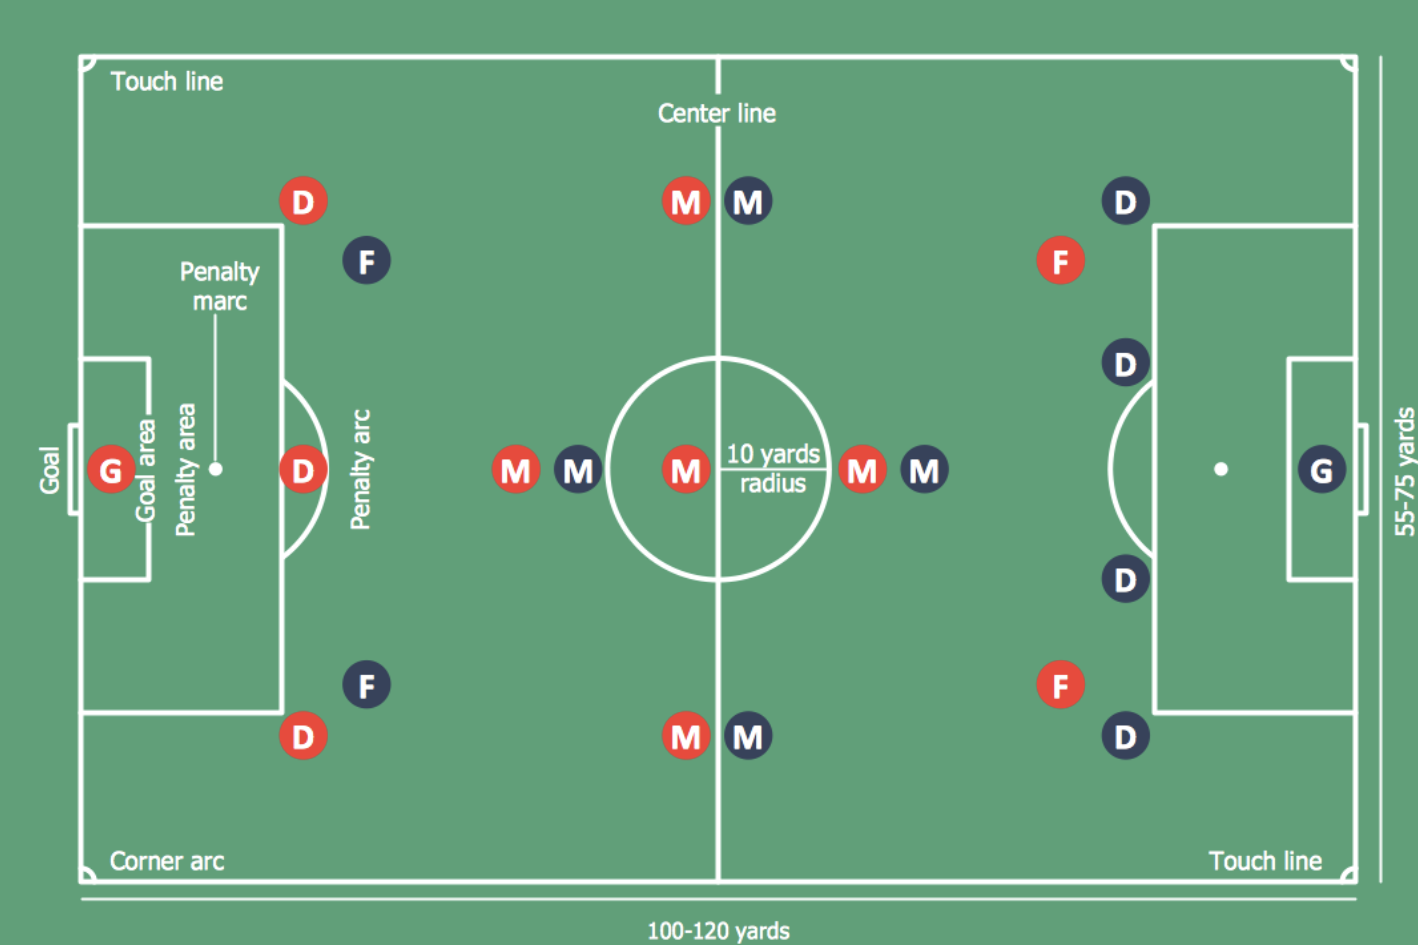 Touch line
Center line
D
M
M
D
F
F
Penalty
marc
D
Goal
G
Goal area
Penalty area
D
Penalty arc
M
M
M
10 yards
radius
M
M
G
55-75 yards
D
F
F
D
M
M
D
Corner arc
Touch line
100-120 yards